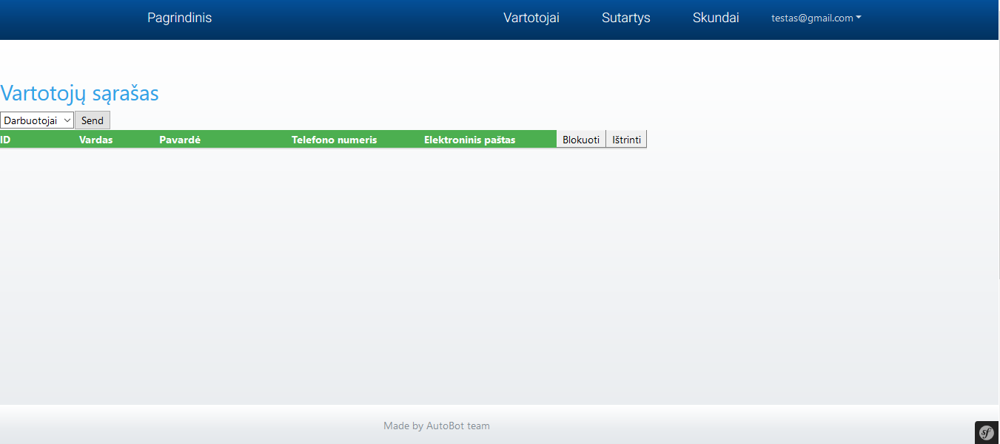 Pagrindinis Vartotojai Sutartys Skundai testas@gmail.com
Vartotojų sąrašas
Darbuotojai Send
ID Vardas Pavardė Telefono numeris Elektroninis paštas Blokuoti Ištrinti
Made by AutoBot team
sf